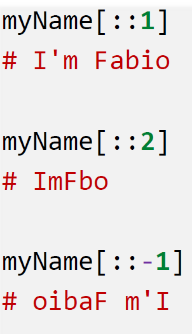 myName[::1]
# I'm Fabio
myName[::2]
# ImFbo
myName[::-1]
# oibaF m'I